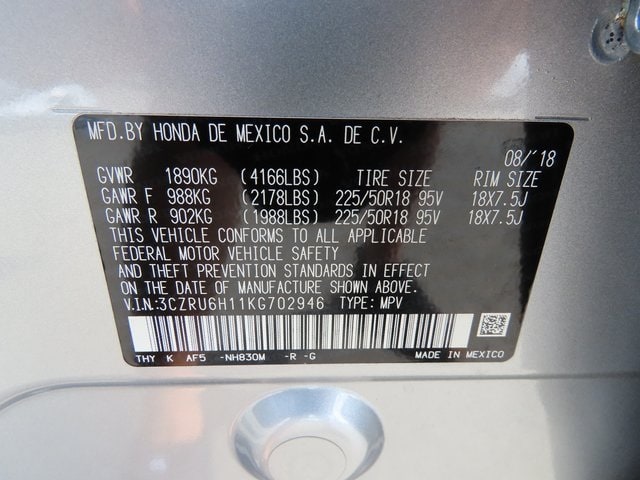 MFD.BY HONDA DE MEXICO S.A. DE C.V.
08/'18
GVWR 1890KG (4166LBS) TIRE SIZE RIM SIZE
GAWR F 988KG (2178LBS) 225/50R18 95V 18X7.5J
GAWR R 902KG (1988LBS) 225/50R18 95V 18X7.5J
THIS VEHICLE CONFORMS TO ALL APPLICABLE
FEDERAL MOTOR VEHICLE SAFETY
AND THEFT PREVENTION STANDARDS IN EFFECT
ON THE DATE OF MANUFACTURE SHOWN ABOVE.
V.I.N.:3CZRU6H11KG702946 TYPE: MPV
THY K AF5 -NH830M -R -G MADE IN MEXICO